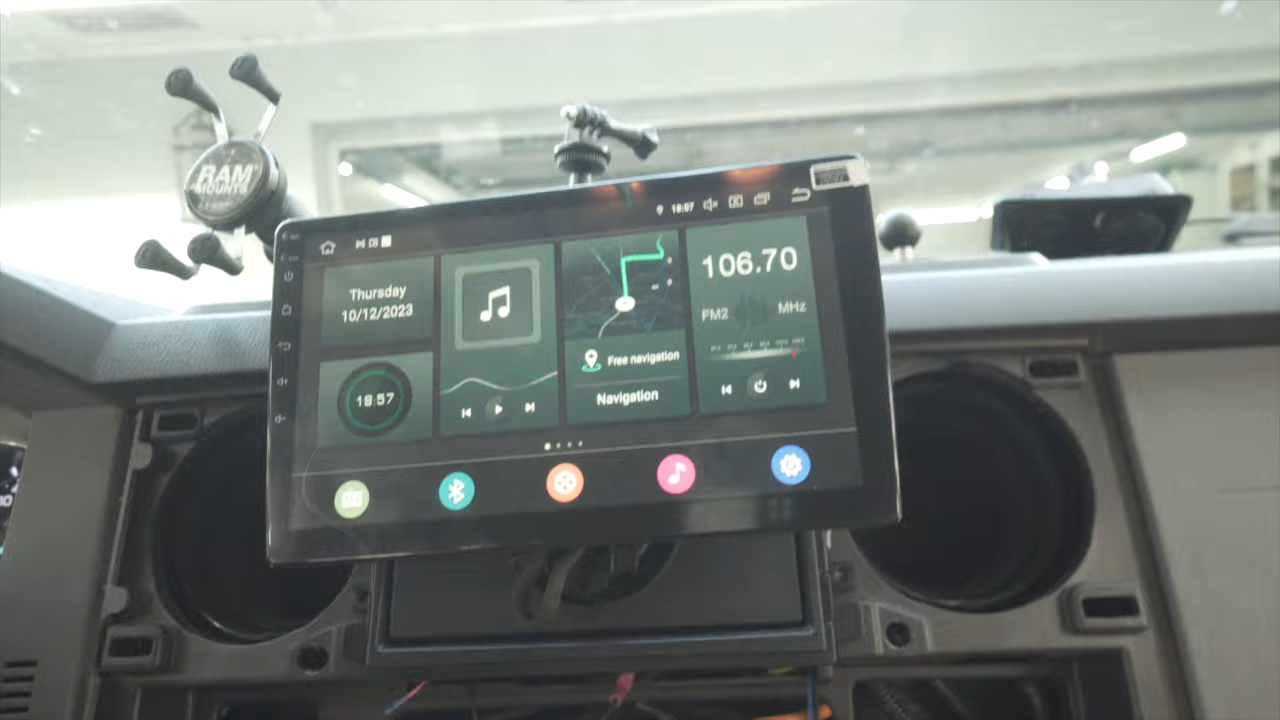 RAM®
MOUNTS
18:57
Thursday
10/12/2023
18:57
Free navigation
Navigation
106.70
FM2
MHz